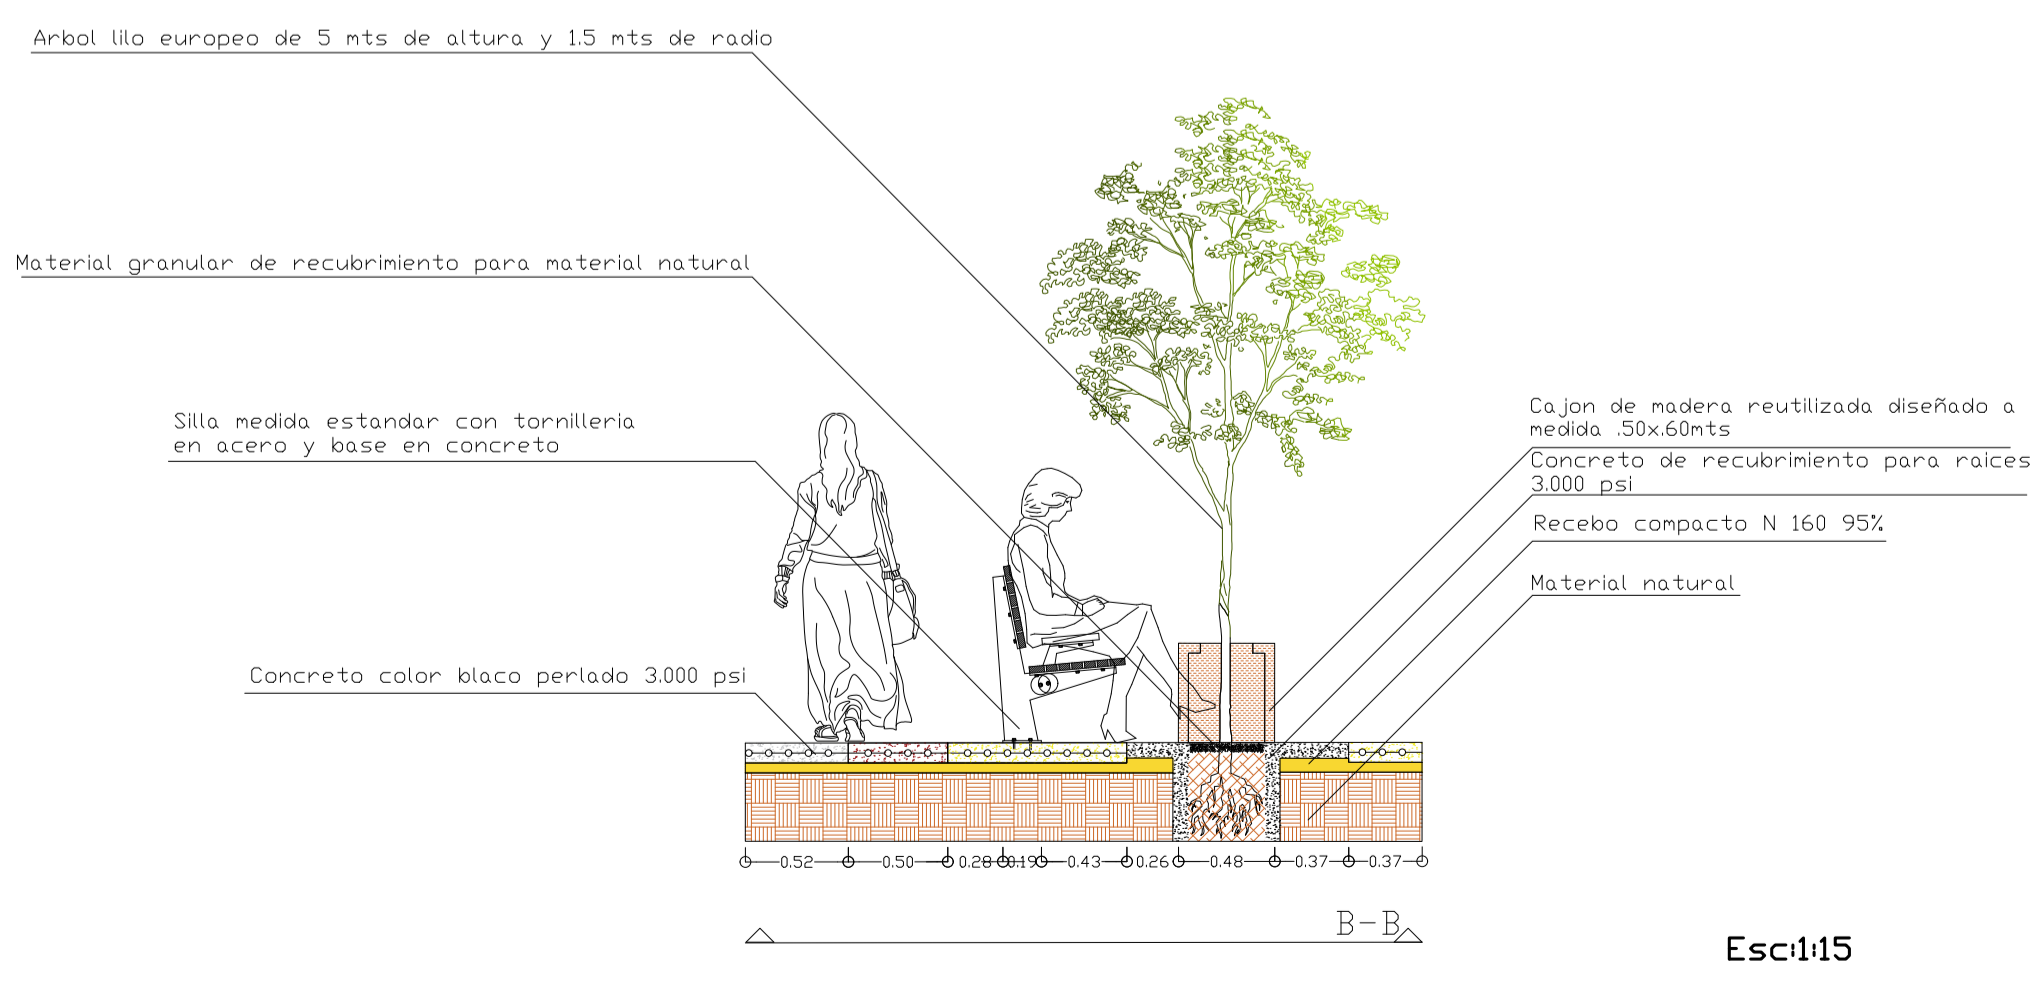 Arbol lilo europeo de 5 mts de altura y 1.5 mts de radio
Material granular de recubrimiento para material natural
Silla medida estandar con tornilleria
en acero y base en concreto
Concreto color blaco perlado 3.000 psi
Cajon de madera reutilizada diseñado a
medida .50x.60mts
Concreto de recubrimiento para raices
3.000 psi
Recebo compacto N 160 95%
Material natural
0.52 0.50 0.28 0.19 0.43 0.26 0.48 0.37 0.37
B-B
Esc:1:15